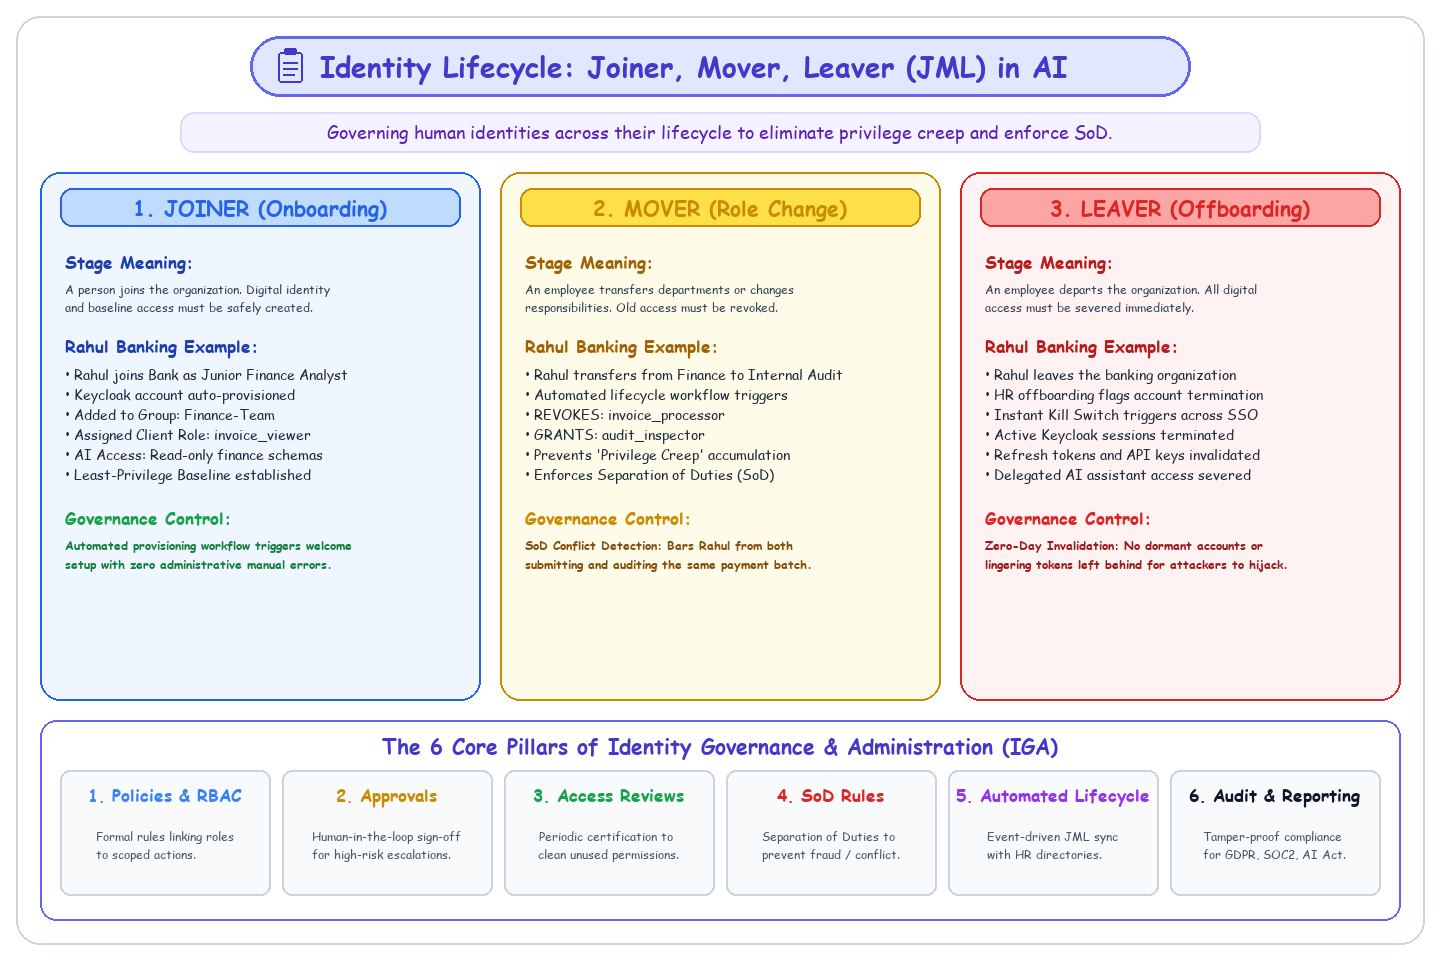 Identity Lifecycle: Joiner, Mover, Leaver (JML) in AI
Governing human identities across their lifecycle to eliminate privilege creep and enforce SoD.
1. JOINER (Onboarding)
Stage Meaning:
A person joins the organization. Digital identity
and baseline access must be safely created.
Rahul Banking Example:
• Rahul joins Bank as Junior Finance Analyst
• Keycloak account auto-provisioned
• Added to Group: Finance-Team
• Assigned Client Role: invoice_viewer
• AI Access: Read-only finance schemas
• Least-Privilege Baseline established
Governance Control:
Automated provisioning workflow triggers welcome
setup with zero administrative manual errors.
2. MOVER (Role Change)
Stage Meaning:
An employee transfers departments or changes
responsibilities. Old access must be revoked.
Rahul Banking Example:
• Rahul transfers from Finance to Internal Audit
• Automated lifecycle workflow triggers
• REVOKES: invoice_processor
• GRANTS: audit_inspector
• Prevents 'Privilege Creep' accumulation
• Enforces Separation of Duties (SoD)
Governance Control:
SoD Conflict Detection: Bars Rahul from both
submitting and auditing the same payment batch.
3. LEAVER (Offboarding)
Stage Meaning:
An employee departs the organization. All digital
access must be severed immediately.
Rahul Banking Example:
• Rahul leaves the banking organization
• HR offboarding flags account termination
• Instant Kill Switch triggers across SSO
• Active Keycloak sessions terminated
• Refresh tokens and API keys invalidated
• Delegated AI assistant access severed
Governance Control:
Zero-Day Invalidation: No dormant accounts or
lingering tokens left behind for attackers to hijack.
The 6 Core Pillars of Identity Governance & Administration (IGA)
1. Policies & RBAC
Formal rules linking roles
to scoped actions.
2. Approvals
Human-in-the-loop sign-off
for high-risk escalations.
3. Access Reviews
Periodic certification to
clean unused permissions.
4. SoD Rules
Separation of Duties to
prevent fraud / conflict.
5. Automated Lifecycle
Event-driven JML sync
with HR directories.
6. Audit & Reporting
Tamper-proof compliance
for GDPR, SOC2, AI Act.